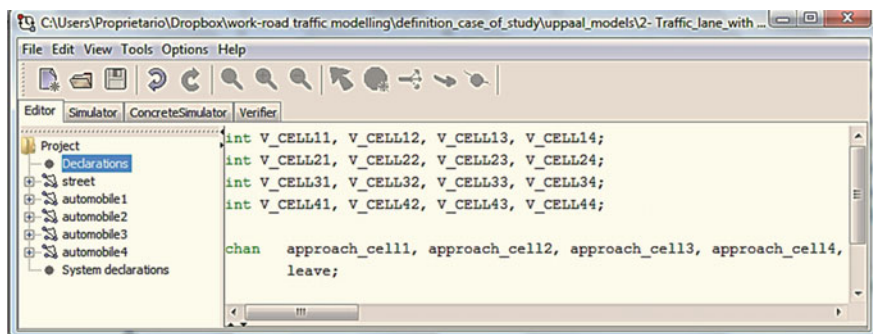 C:\Users\Proprietario\Dropbox\work-road traffic modelling\definition_case_of_study\uppaal_models\2- Traffic_lane_with ...
File Edit View Tools Options Help
Editor Simulator ConcreteSimulator Verifier
Project
Declarations
street
automobile1
automobile2
automobile3
automobile4
System declarations
int V_CELL11, V_CELL12, V_CELL13, V_CELL14;
int V_CELL21, V_CELL22, V_CELL23, V_CELL24;
int V_CELL31, V_CELL32, V_CELL33, V_CELL34;
int V_CELL41, V_CELL42, V_CELL43, V_CELL44;
chan approach_cell1, approach_cell2, approach_cell3, approach_cell4,
leave;